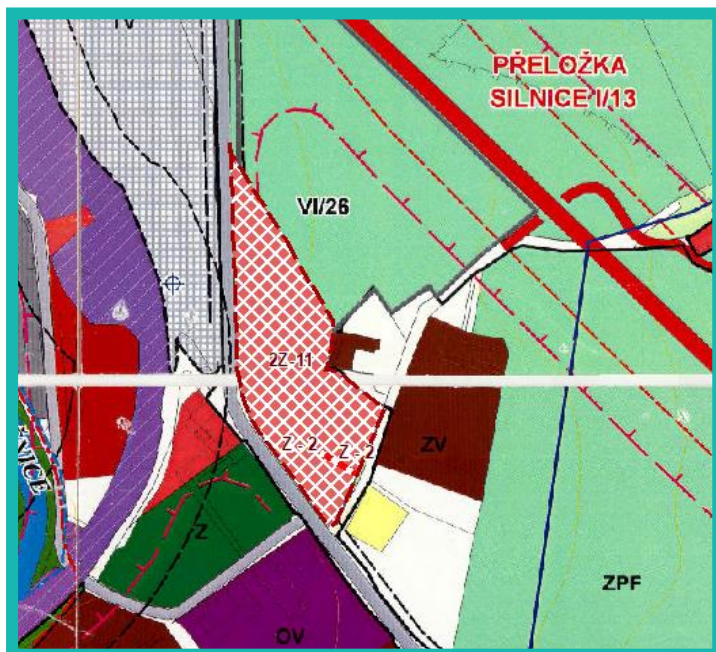 PŘELOŽKA
SILNICE I/13
VI/26
2Z-11
Z - 2
Z - 2
ZV
Z
ZPF
OV